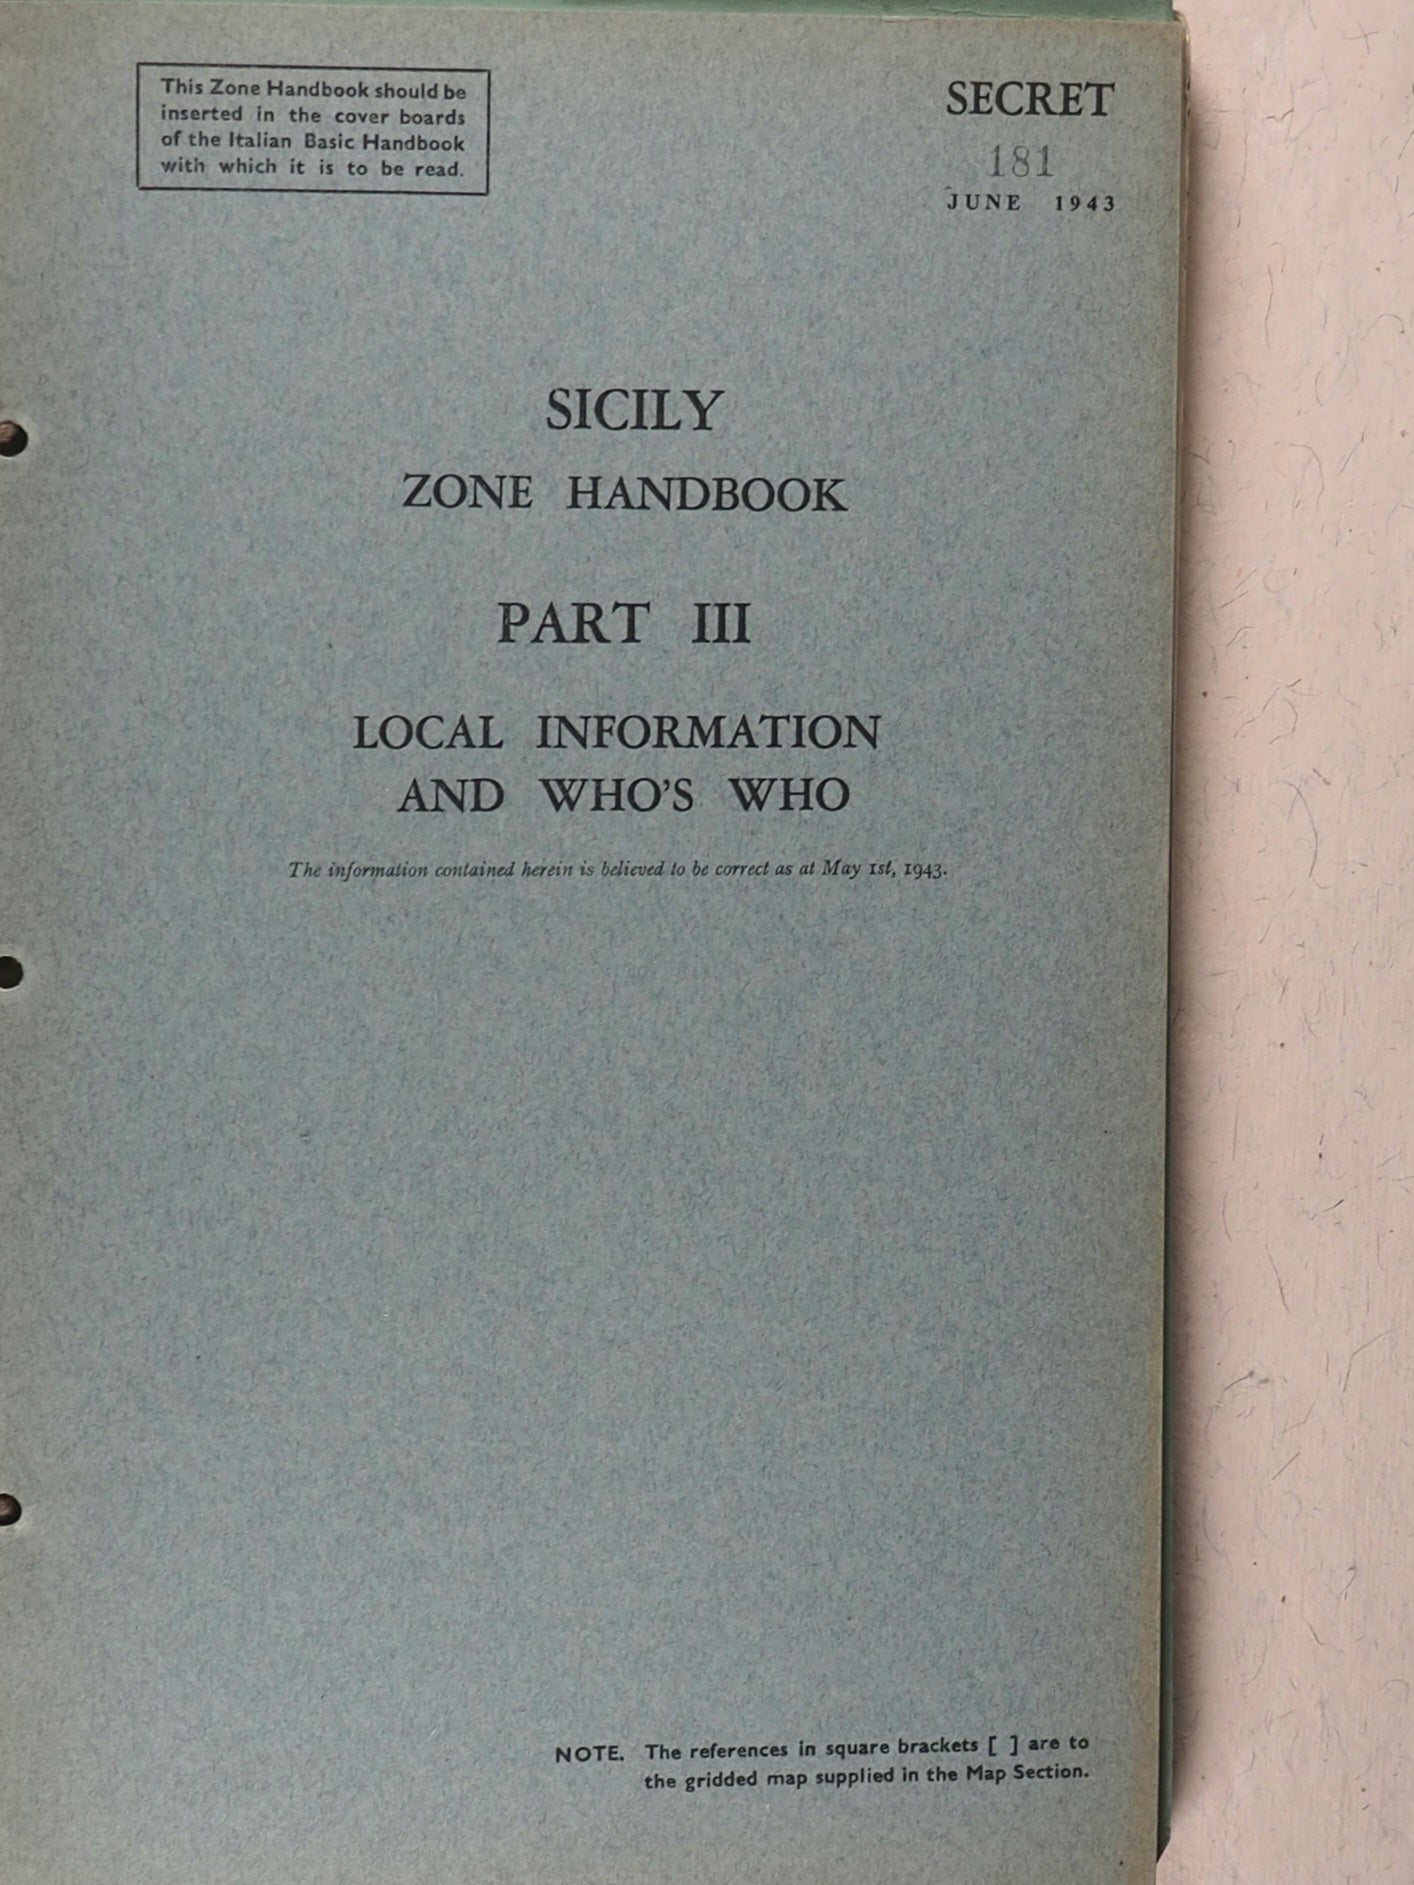 This Zone Handbook should be
inserted in the cover boards
of the Italian Basic Handbook
with which it is to be read.
SECRET
181
JUNE 1943
SICILY
ZONE HANDBOOK
PART III
LOCAL INFORMATION
AND WHO'S WHO
The information contained herein is believed to be correct as at May 1st, 1943.
NOTE. The references in square brackets [ ] are to
the gridded map supplied in the Map Section.